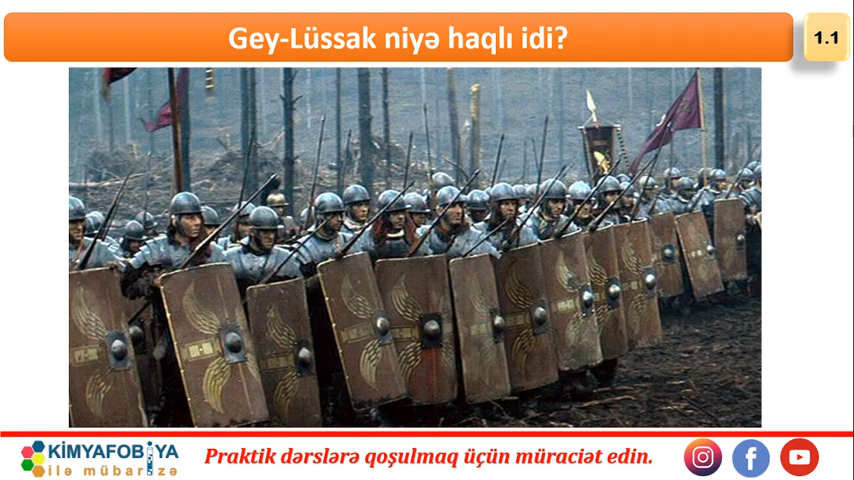 Gey-Lüssak niyə haqlı idi?
1.1
KİMYAFOBİYA
ilə mübarizə
Praktik dərslərə qoşulmaq üçün müraciət edin.